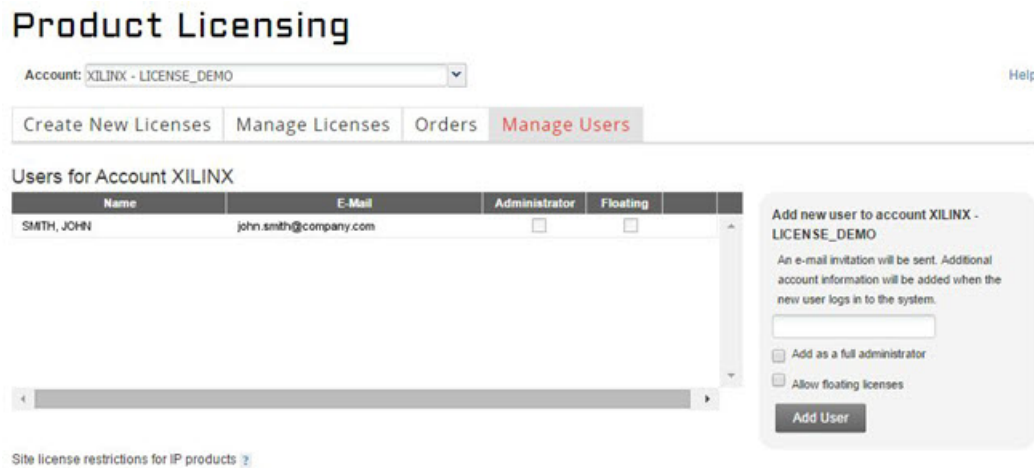 Product Licensing
Account: XILINX - LICENSE_DEMO
Help
Create New Licenses Manage Licenses Orders Manage Users
Users for Account XILINX
Name E-Mail Administrator Floating
SMITH, JOHN john.smith@company.com
Add new user to account XILINX -
LICENSE_DEMO
An e-mail invitation will be sent. Additional
account information will be added when the
new user logs in to the system.
Add as a full administrator
Allow floating licenses
Add User
Site license restrictions for IP products ?